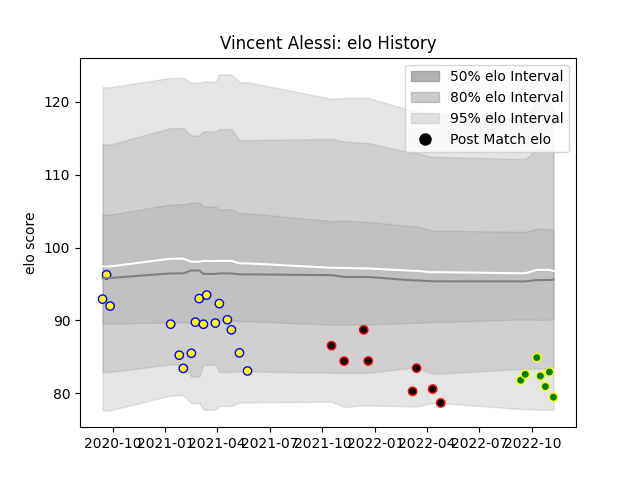 Vincent Alessi: elo History
50% elo Interval
80% elo Interval
95% elo Interval
Post Match elo
elo score
120
110
100
90
80
2020-10 2021-01 2021-04 2021-07 2021-10 2022-01 2022-04 2022-07 2022-10